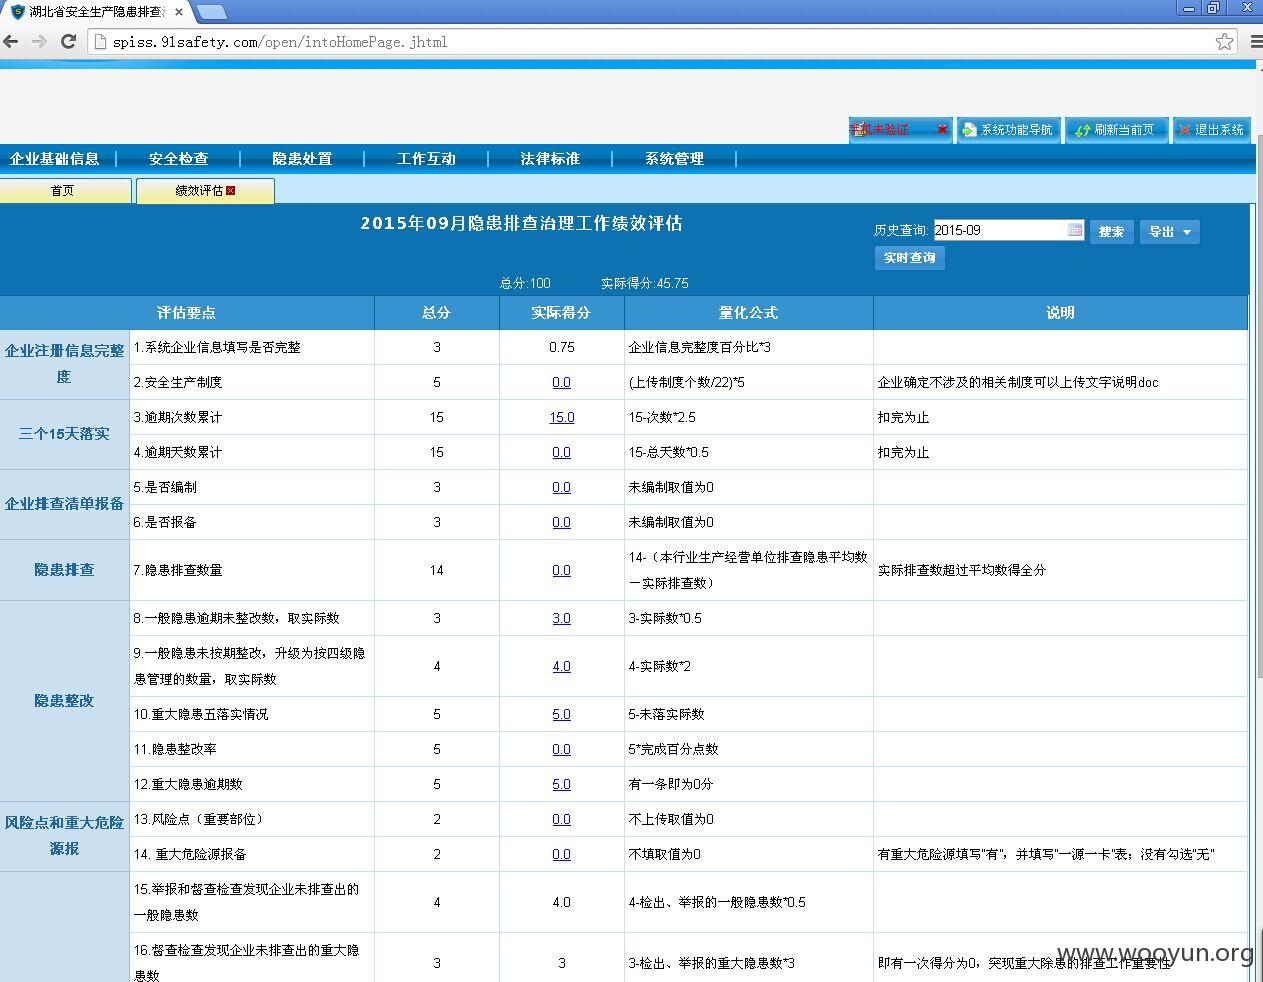 湖北省安全生产隐患排查
spiss.91safety.com/open/intoHomePage.jhtml
手机未验证 系统功能导航 刷新当前页 退出系统
企业基础信息 安全检查 隐患处置 工作互动 法律标准 系统管理
首页 绩效评估
2015年09月隐患排查治理工作绩效评估
历史查询: 2015-09 搜索 导出
实时查询
总分:100 实际得分:45.75
评估要点 总分 实际得分 量化公式 说明
企业注册信息完整度
1.系统企业信息填写是否完整 3 0.75 企业信息完整度百分比*3
2.安全生产制度 5 0.0 (上传制度个数/22)*5 企业确定不涉及的相关制度可以上传文字说明doc
三个15天落实
3.逾期次数累计 15 15.0 15-次数*2.5 扣完为止
4.逾期天数累计 15 0.0 15-总天数*0.5 扣完为止
企业排查清单报备
5.是否编制 3 0.0 未编制取值为0
6.是否报备 3 0.0 未编制取值为0
隐患排查
7.隐患排查数量 14 0.0 14-（本行业生产经营单位排查隐患平均数—实际排查数） 实际排查数超过平均数得全分
隐患整改
8.一般隐患逾期未整改数，取实际数 3 3.0 3-实际数*0.5
9.一般隐患未按期整改，升级为按四级隐患管理的数量，取实际数 4 4.0 4-实际数*2
10.重大隐患五落实情况 5 5.0 5-未落实际数
11.隐患整改率 5 0.0 5*完成百分点数
12.重大隐患逾期数 5 5.0 有一条即为0分
风险点和重大危险源报
13.风险点（重要部位） 2 0.0 不上传取值为0
14. 重大危险源报备 2 0.0 不填取值为0 有重大危险源填写"有"，并填写"一源一卡"表；没有勾选"无"
15.举报和督查检查发现企业未排查出的一般隐患数 4 4.0 4-检出、举报的一般隐患数*0.5
16.督查检查发现企业未排查出的重大隐患数 3 3 3-检出、举报的重大隐患数*3 即有一次得分为0，突现重大除患的排查工作重要性
www.wooyun.org